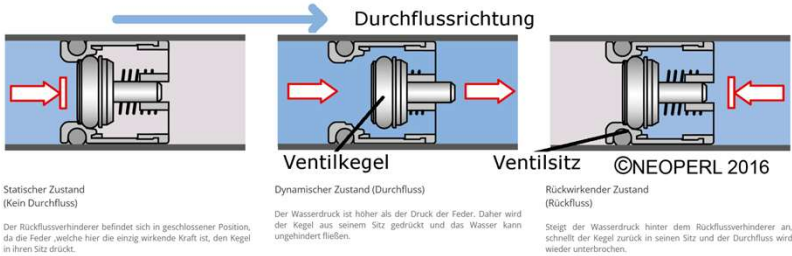 Durchflussrichtung
Ventilkegel
Ventilsitz
©NEOPERL 2016
Statischer Zustand
(Kein Durchfluss)
Der Rückflussverhinderer befindet sich in geschlossener Position,
da die Feder ,welche hier die einzig wirkende Kraft ist, den Kegel
in ihren Sitz drückt.
Dynamischer Zustand (Durchfluss)
Der Wasserdruck ist höher als der Druck der Feder. Daher wird
der Kegel aus seinem Sitz gedrückt und das Wasser kann
ungehindert fließen.
Rückwirkender Zustand
(Rückfluss)
Steigt der Wasserdruck hinter dem Rückflussverhinderer an,
schnellt der Kegel zurück in seinen Sitz und der Durchfluss wird
wieder unterbrochen.